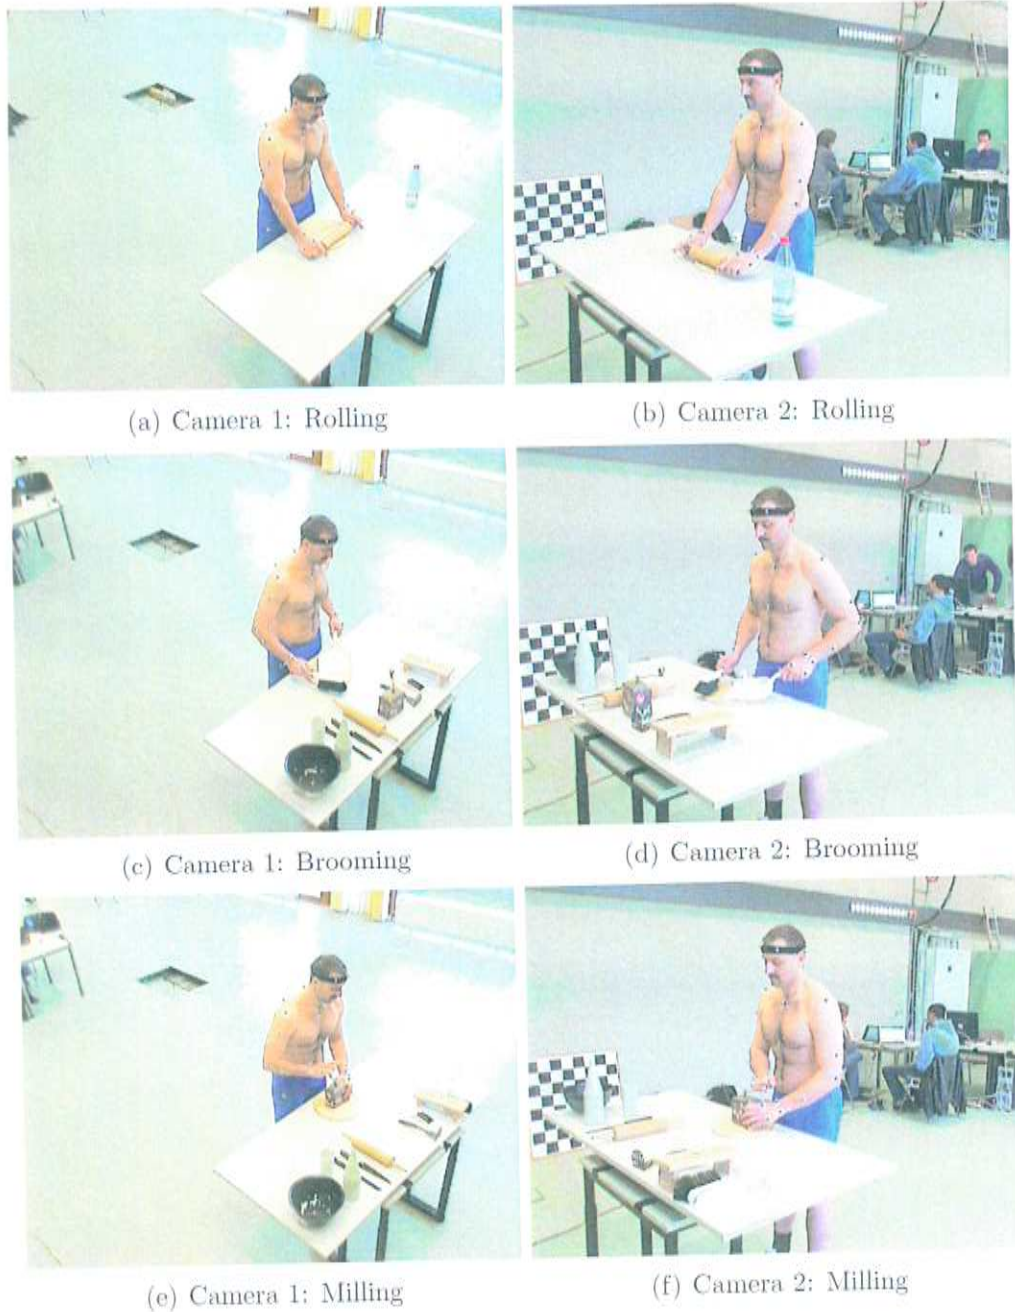 (a) Camera 1: Rolling
(b) Camera 2: Rolling
(c) Camera 1: Brooming
(d) Camera 2: Brooming
(e) Camera 1: Milling
(f) Camera 2: Milling